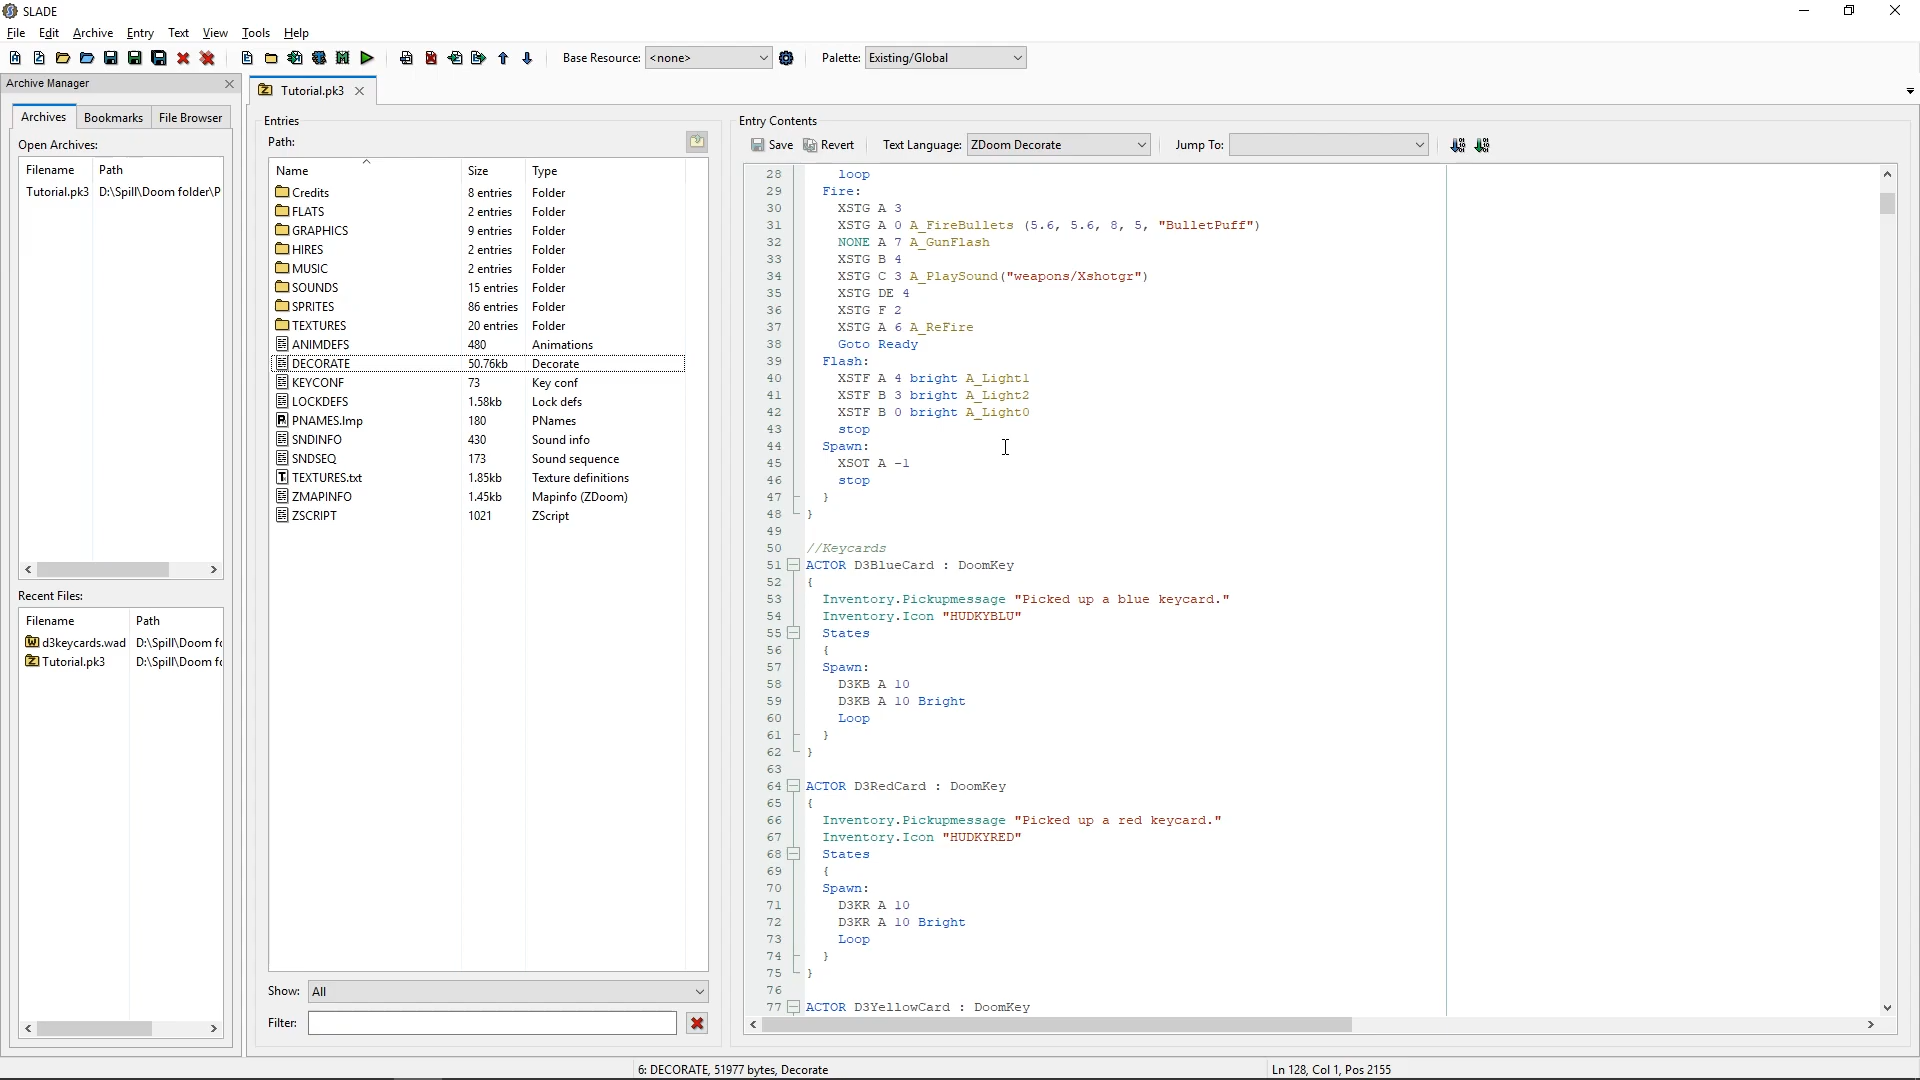 SLADE
File Edit Archive Entry Text View Tools Help
Base Resource: <none> Palette: Existing/Global
Archive Manager
Archives Bookmarks File Browser
Open Archives:
Filename Path
Tutorial.pk3 D:\Spill\Doom folder\P
Recent Files:
Filename Path
d3keycards.wad D:\Spill\Doom fo
Tutorial.pk3 D:\Spill\Doom fo
Tutorial.pk3
Entries
Path:
Name Size Type
Credits 8 entries Folder
FLATS 2 entries Folder
GRAPHICS 9 entries Folder
HIRES 2 entries Folder
MUSIC 2 entries Folder
SOUNDS 15 entries Folder
SPRITES 86 entries Folder
TEXTURES 20 entries Folder
ANIMDEFS 480 Animations
DECORATE 50.76kb Decorate
KEYCONF 73 Key conf
LOCKDEFS 1.58kb Lock defs
PNAMES.lmp 180 PNames
SNDINFO 430 Sound info
SNDSEQ 173 Sound sequence
TEXTURES.txt 1.85kb Texture definitions
ZMAPINFO 1.45kb Mapinfo (ZDoom)
ZSCRIPT 1021 ZScript
Show: All
Filter:
Entry Contents
Save Revert Text Language: ZDoom Decorate Jump To:
28 loop
29 Fire:
30 XSTG A 3
31 XSTG A 0 A_FireBullets (5.6, 5.6, 8, 5, "BulletPuff")
32 NONE A 7 A_GunFlash
33 XSTG B 4
34 XSTG C 3 A_PlaySound("weapons/Xshotgr")
35 XSTG DE 4
36 XSTG F 2
37 XSTG A 6 A_ReFire
38 Goto Ready
39 Flash:
40 XSTF A 4 bright A_Light1
41 XSTF B 3 bright A_Light2
42 XSTF B 0 bright A_Light0
43 stop
44 Spawn:
45 XSOT A -1
46 stop
47 }
48 }
49
50 //Keycards
51 ACTOR D3BlueCard : DoomKey
52 {
53 Inventory.Pickupmessage "Picked up a blue keycard."
54 Inventory.Icon "HUDKYBLU"
55 States
56 {
57 Spawn:
58 D3KB A 10
59 D3KB A 10 Bright
60 Loop
61 }
62 }
63
64 ACTOR D3RedCard : DoomKey
65 {
66 Inventory.Pickupmessage "Picked up a red keycard."
67 Inventory.Icon "HUDKYRED"
68 States
69 {
70 Spawn:
71 D3KR A 10
72 D3KR A 10 Bright
73 Loop
74 }
75 }
76
77 ACTOR D3YellowCard : DoomKey
6: DECORATE, 51977 bytes, Decorate Ln 128, Col 1, Pos 2155